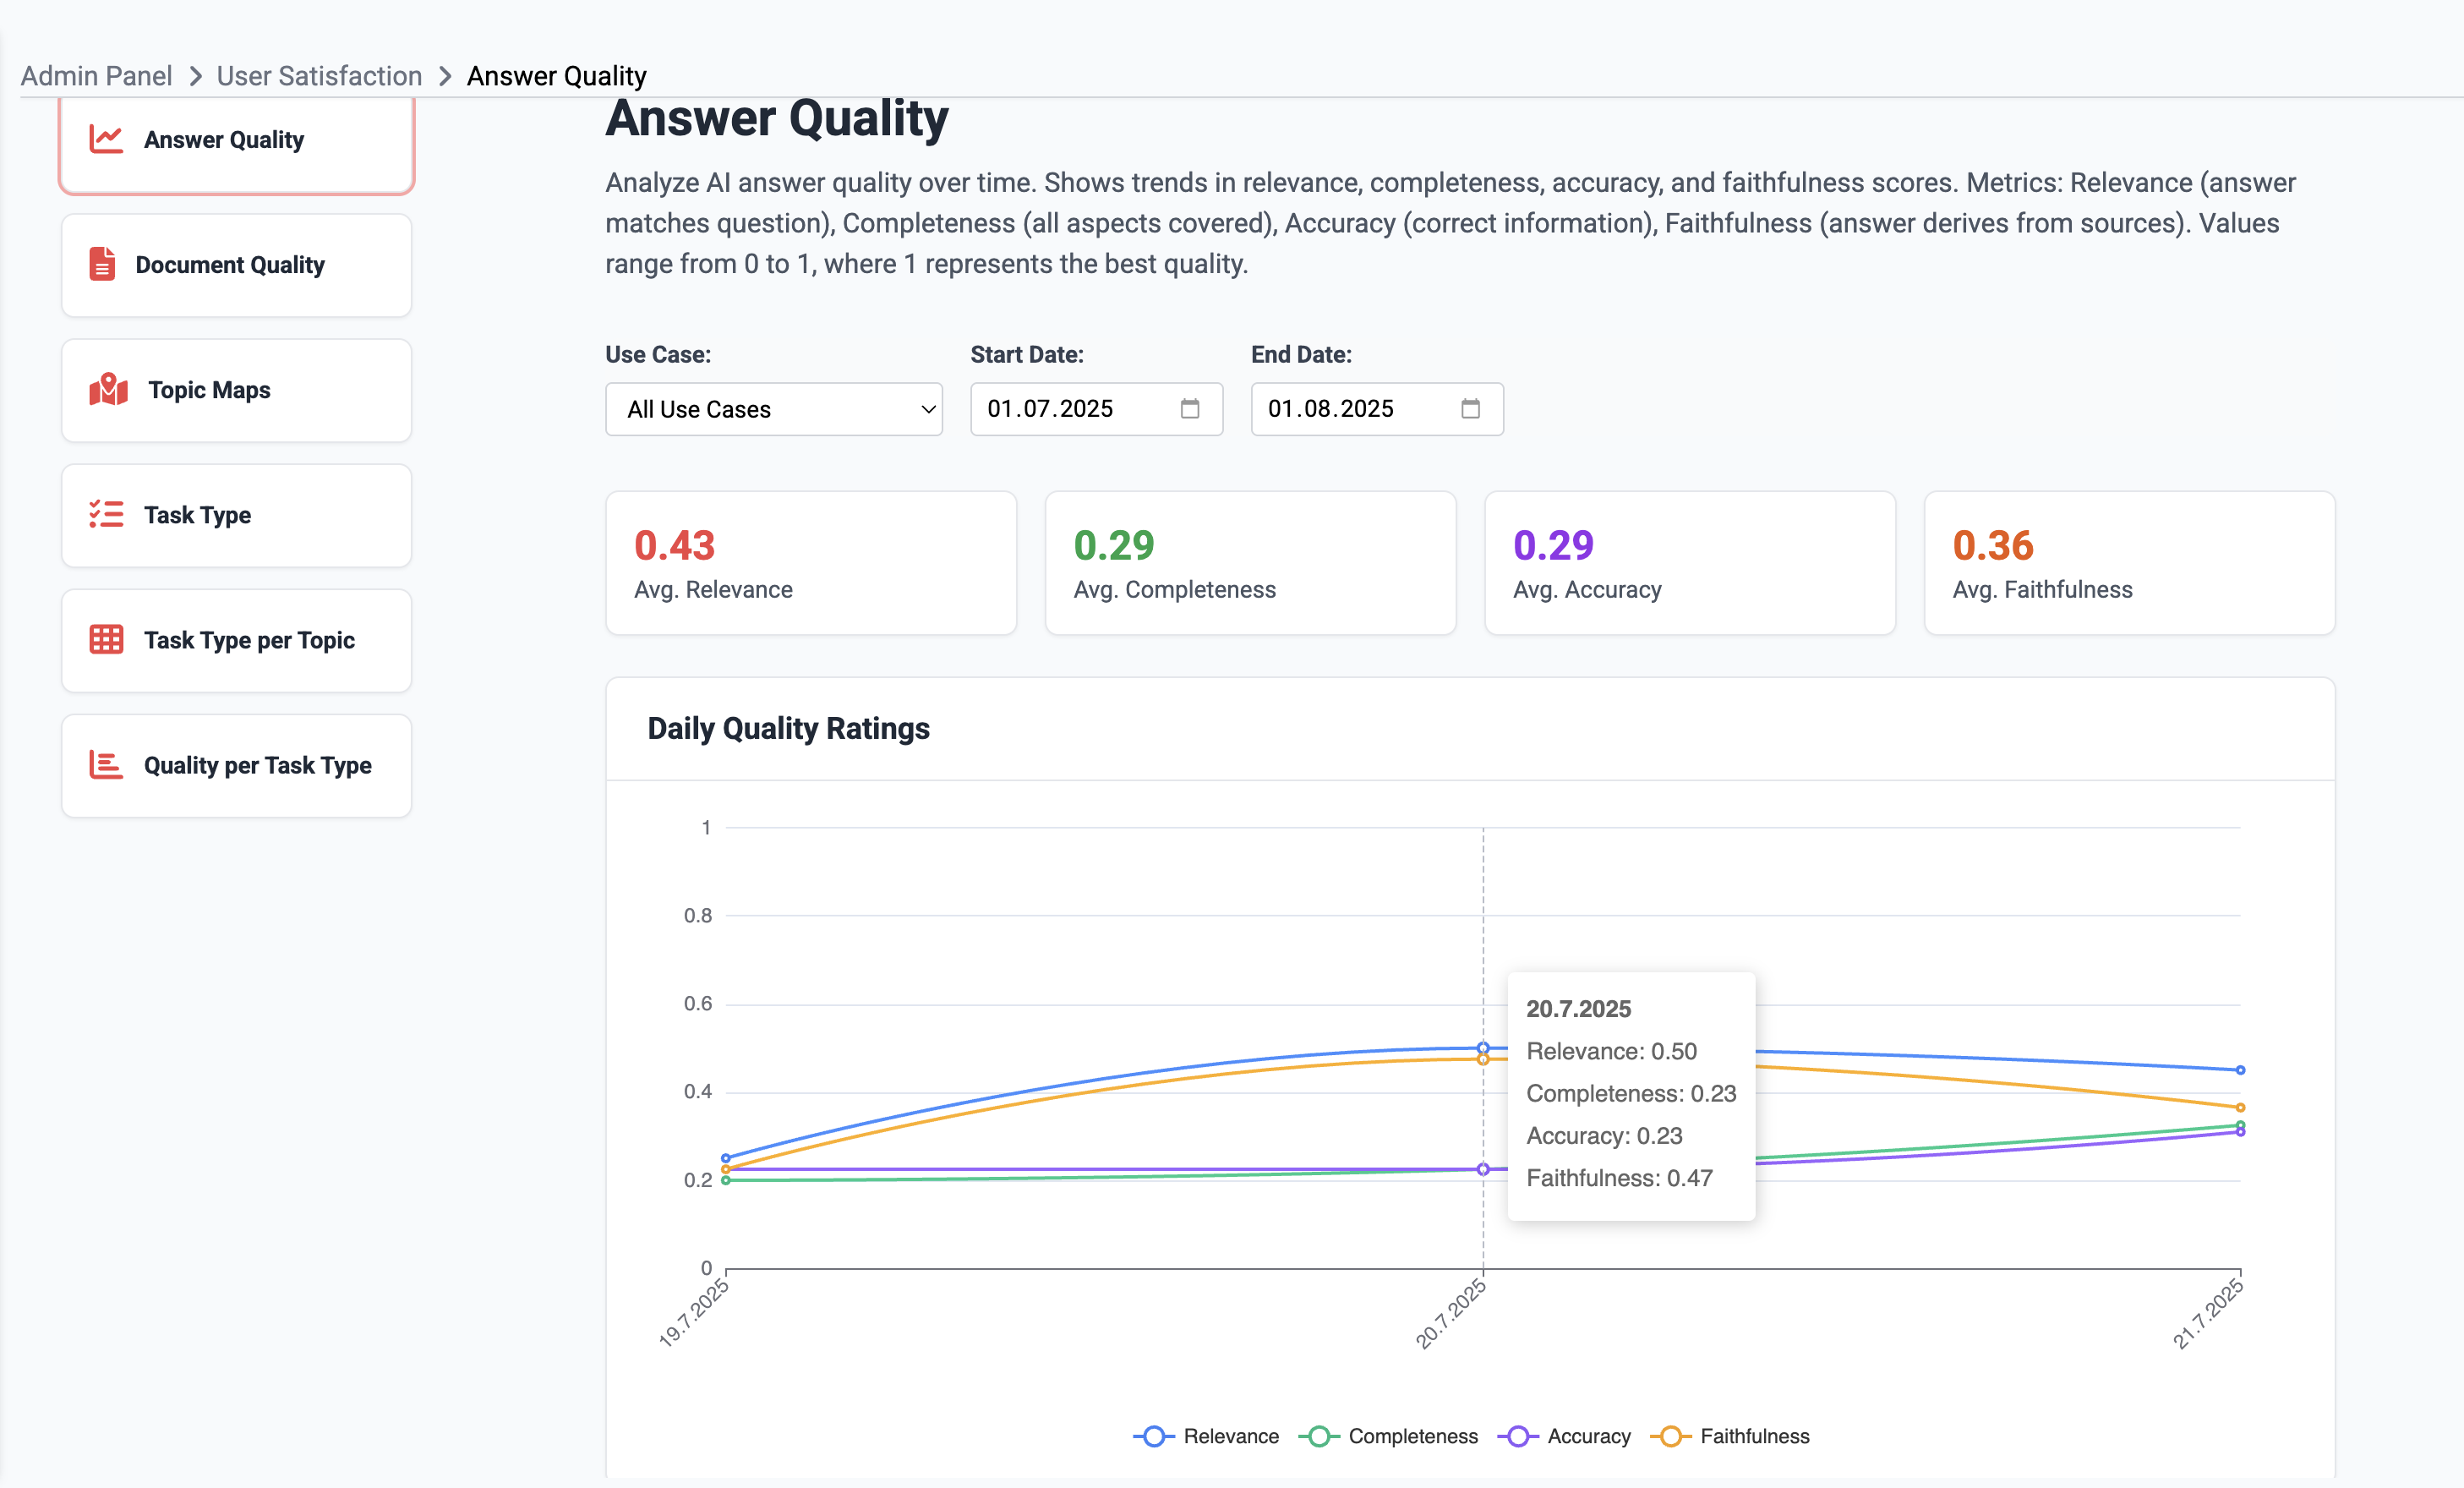 Admin Panel > User Satisfaction > Answer Quality
Answer Quality
Document Quality
Topic Maps
Task Type
Task Type per Topic
Quality per Task Type
Answer Quality
Analyze AI answer quality over time. Shows trends in relevance, completeness, accuracy, and faithfulness scores. Metrics: Relevance (answer
matches question), Completeness (all aspects covered), Accuracy (correct information), Faithfulness (answer derives from sources). Values
range from 0 to 1, where 1 represents the best quality.
Use Case: Start Date: End Date:
All Use Cases 01.07.2025 01.08.2025
0.43 0.29 0.29 0.36
Avg. Relevance Avg. Completeness Avg. Accuracy Avg. Faithfulness
Daily Quality Ratings
1
0.8
0.6
0.4
0.2
0
20.7.2025
Relevance: 0.50
Completeness: 0.23
Accuracy: 0.23
Faithfulness: 0.47
19.7.2025 20.7.2025 21.7.2025
Relevance Completeness Accuracy Faithfulness